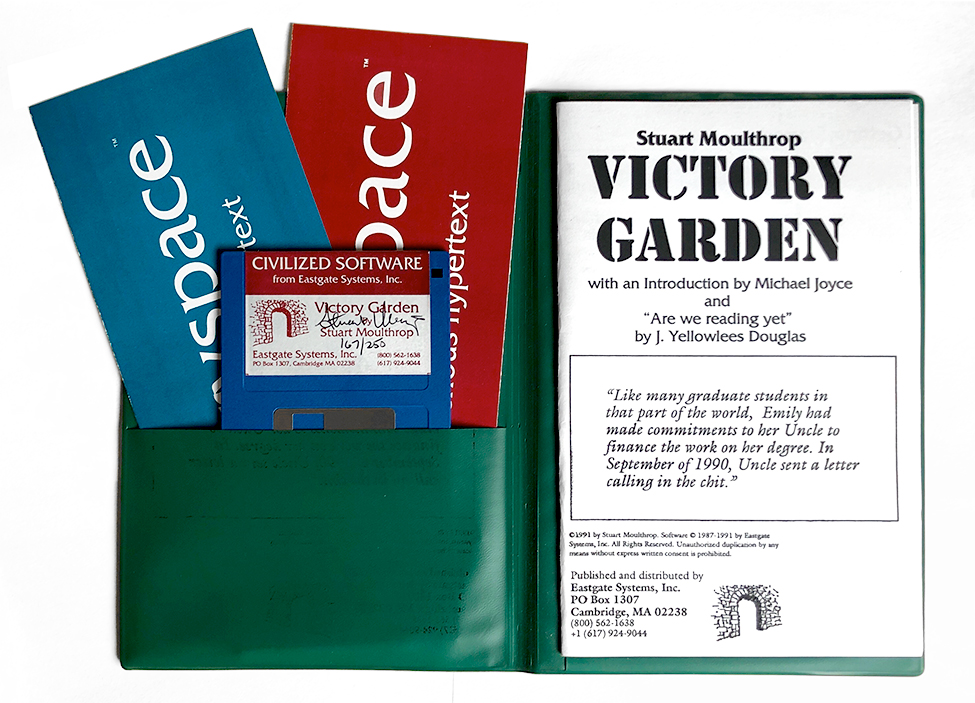 space™
text
pace™
ous hypertext
CIVILIZED SOFTWARE
from Eastgate Systems, Inc.
Victory Garden
by
Stuart Moulthrop
167/250
Eastgate Systems, Inc.
(800) 562-1638
PO Box 1307, Cambridge MA 02238
(617) 924-9044
Stuart Moulthrop
VICTORY
GARDEN
with an Introduction by Michael Joyce
and
"Are we reading yet"
by J. Yellowlees Douglas
"Like many graduate students in
that part of the world, Emily had
made commitments to her Uncle to
finance the work on her degree. In
September of 1990, Uncle sent a letter
calling in the chit."
©1991 by Stuart Moulthrop. Software © 1987-1991 by Eastgate
Systems, Inc. All Rights Reserved. Unauthorized duplication by any
means without express written consent is prohibited.
Published and distributed by
Eastgate Systems, Inc.
PO Box 1307
Cambridge, MA 02238
(800) 562-1638
+1 (617) 924-9044